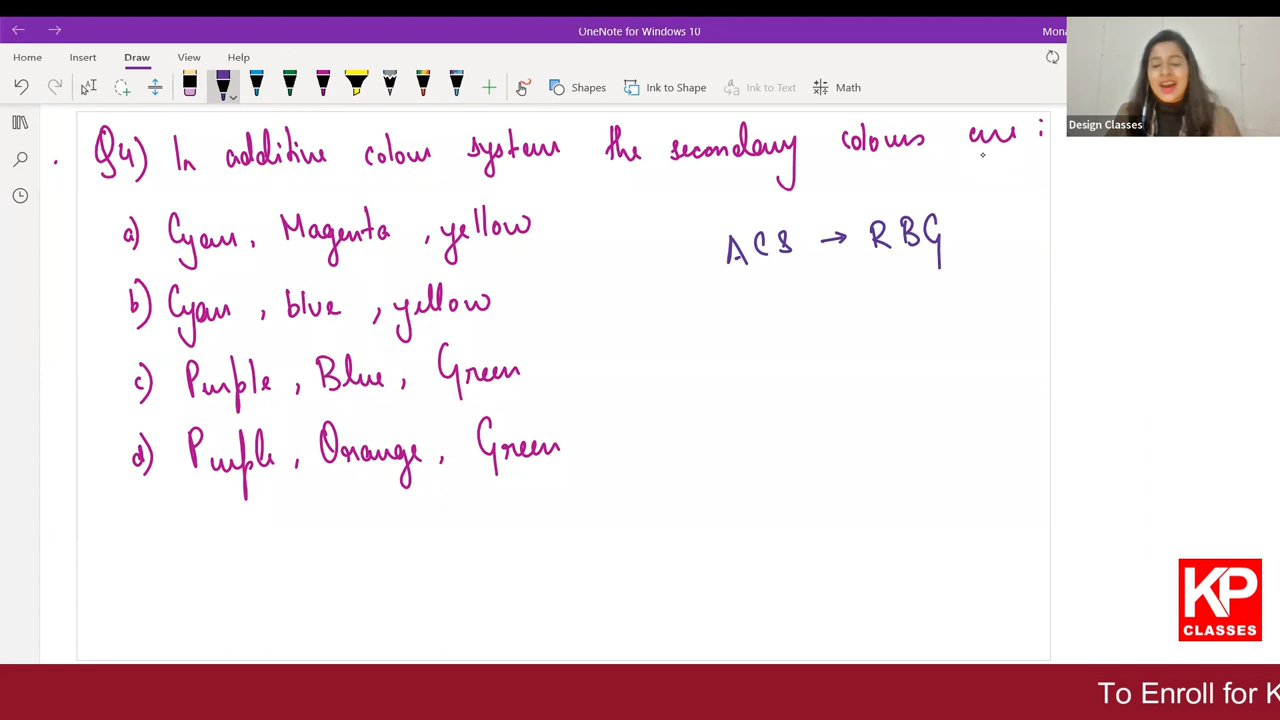 OneNote for Windows 10
Mona
Home Insert Draw View Help
Shapes Ink to Shape Ink to Text Math
Design Classes
Q4) In additive colour system the secondary colours are :
a) Cyan, Magenta, yellow
ACS → RBG
b) Cyan, blue, yellow
c) Purple, Blue, Green
d) Purple, Orange, Green
KP
CLASSES
To Enroll for K